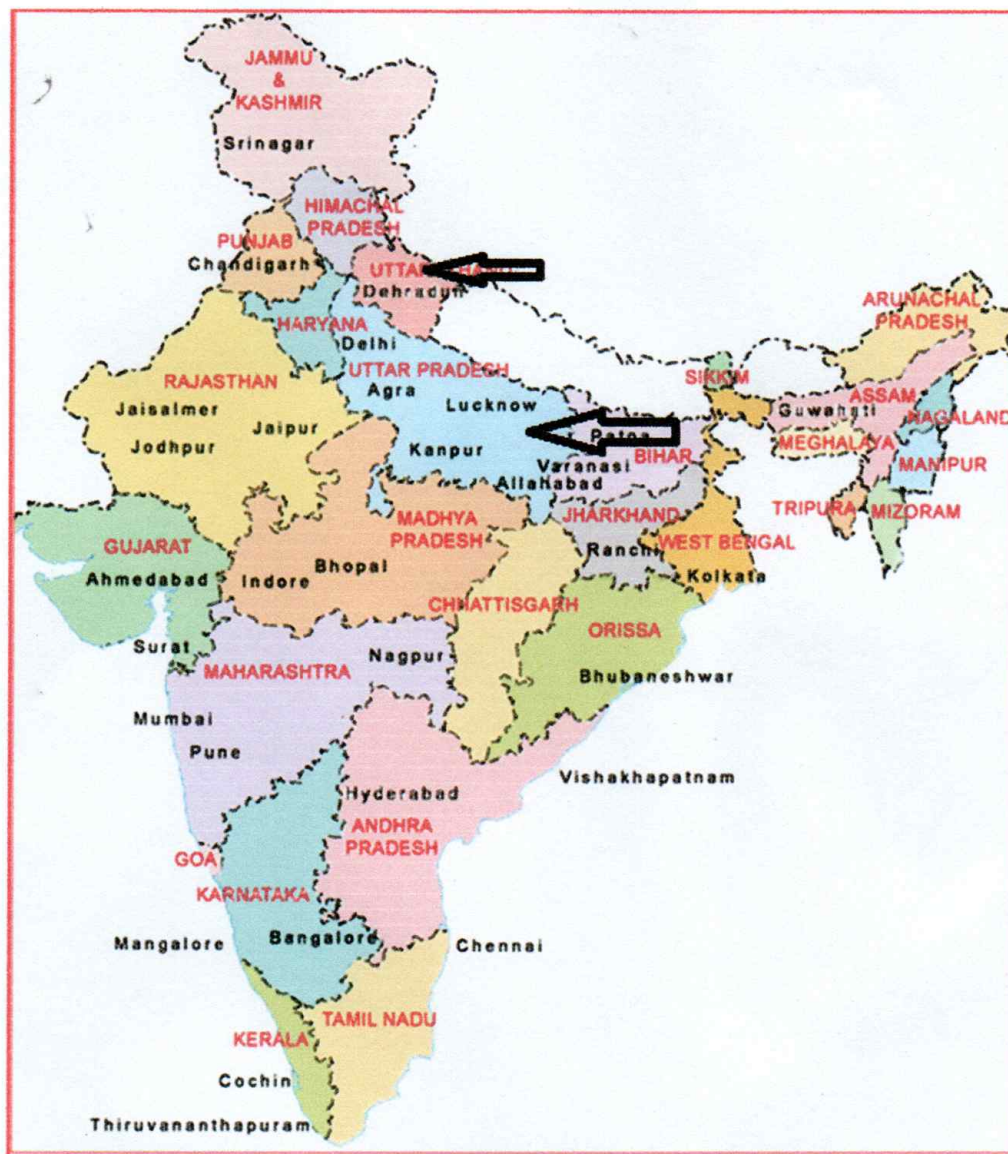 JAMMU
&
KASHMIR
Srinagar
HIMACHAL
PRADESH
PUNJAB
Chandigarh
Dehradun
HARYANA
Delhi
UTTAR PRADESH
Agra
Lucknow
RAJASTHAN
Jaisalmer
Jaipur
Jodhpur
Kanpur
Patna
BIHAR
Varanasi
Allahabad
SIKKIM
ARUNACHAL
PRADESH
ASSAM
Guwahati
NAGALAND
MEGHALAYA
MANIPUR
TRIPURA
MIZORAM
GUJARAT
Ahmedabad
MADHYA
PRADESH
Bhopal
Indore
JHARKHAND
Ranchi
WEST BENGAL
Kolkata
CHHATTISGARH
ORISSA
Bhubaneshwar
Surat
MAHARASHTRA
Nagpur
Mumbai
Pune
Vishakhapatnam
Hyderabad
ANDHRA
PRADESH
GOA
KARNATAKA
Mangalore
Bangalore
Chennai
TAMIL NADU
KERALA
Cochin
Thiruvananthapuram